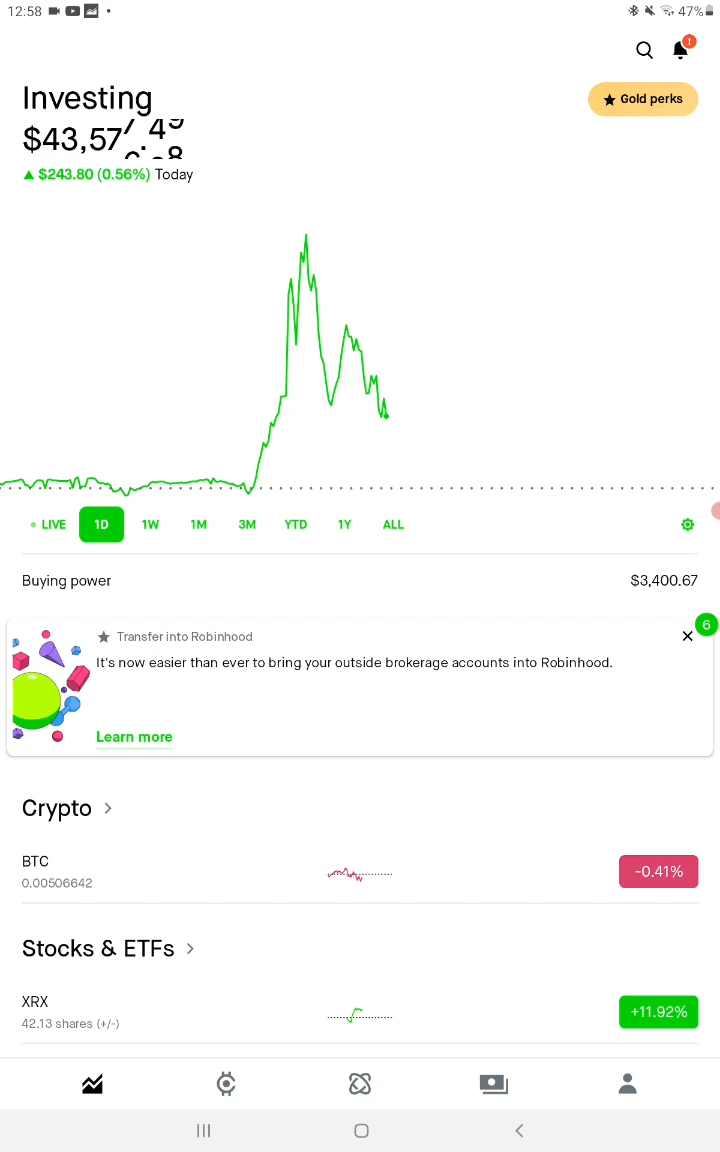 12:58
47%
!
Investing
Gold perks
$43,57
$243.80 (0.56%) Today
LIVE 1D 1W 1M 3M YTD 1Y ALL
Buying power $3,400.67
6
Transfer into Robinhood
It's now easier than ever to bring your outside brokerage accounts into Robinhood.
Learn more
Crypto
BTC
0.00506642
-0.41%
Stocks & ETFs
XRX
42.13 shares (+/-)
+11.92%